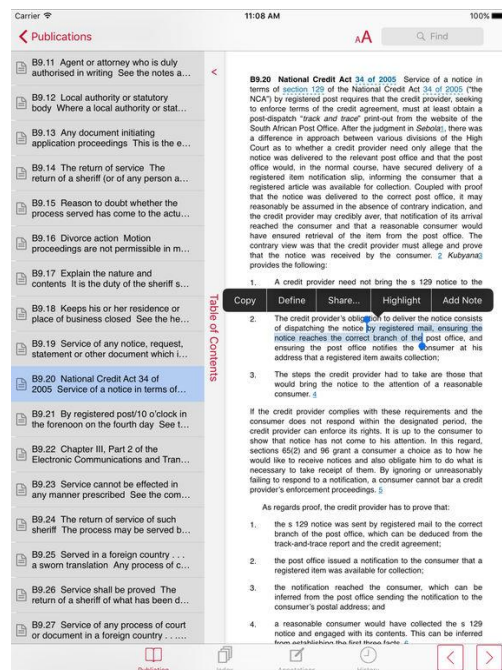 Carrier
11:08 AM
100%
Publications
AA
Find
B9.11 Agent or attorney who is duly
authorised in writing See the notes a...
B9.12 Local authority or statutory
body Where a local authority or stat...
B9.13 Any document initiating
application proceedings This is the e...
B9.14 The return of service The
return of a sheriff (or of any person a...
B9.15 Reason to doubt whether the
process served has come to the actu...
B9.16 Divorce action Motion
proceedings are not permissible in m...
B9.17 Explain the nature and
contents It is the duty of the sheriff s...
B9.18 Keeps his or her residence or
place of business closed See the he...
B9.19 Service of any notice, request,
statement or other document which i...
B9.20 National Credit Act 34 of
2005 Service of a notice in terms of...
B9.21 By registered post/10 o'clock in
the forenoon on the fourth day See t...
B9.22 Chapter III, Part 2 of the
Electronic Communications and Tran...
B9.23 Service cannot be effected in
any manner prescribed See the com...
B9.24 The return of service of such
sheriff The process may be served b...
B9.25 Served in a foreign country . . .
a sworn translation Any process of c...
B9.26 Service shall be proved The
return of a sheriff of what has been d...
B9.27 Service of any process of court
or document in a foreign country . . ....
<
Table of Contents
B9.20 National Credit Act 34 of 2005 Service of a notice in
terms of section 129 of the National Credit Act 34 of 2005 ("the
NCA") by registered post requires that the credit provider, seeking
to enforce terms of the credit agreement, must at least obtain a
post-dispatch "track and trace" print-out from the website of the
South African Post Office. After the judgment in Sebola1, there was
a difference in approach between various divisions of the High
Court as to whether a credit provider need only allege that the
notice was delivered to the relevant post office and that the post
office would, in the normal course, have secured delivery of a
registered item notification slip, informing the consumer that a
registered article was available for collection. Coupled with proof
that the notice was delivered to the correct post office, it may
reasonably be assumed in the absence of contrary indication, and
the credit provider may credibly aver, that notification of its arrival
reached the consumer and that a reasonable consumer would
have ensured retrieval of the item from the post office. The
contrary view was that the credit provider must allege and prove
that the notice was received by the consumer. 2 Kubyana3
provides the following:
1. A credit provider need not bring the s 129 notice to the
Copy Define Share... Highlight Add Note
2. The credit provider's obligation to deliver the notice consists
of dispatching the notice by registered mail, ensuring the
notice reaches the correct branch of the post office, and
ensuring the post office notifies the consumer at his
address that a registered item awaits collection;
3. The steps the credit provider had to take are those that
would bring the notice to the attention of a reasonable
consumer. 4
If the credit provider complies with these requirements and the
consumer does not respond within the designated period, the
credit provider can enforce its rights. It is up to the consumer to
show that notice has not come to his attention. In this regard,
sections 65(2) and 96 grant a consumer a choice as to how he
would like to receive notices and also obliged him to do what is
necessary to take receipt of them. By ignoring or unreasonably
failing to respond to a notification, a consumer cannot bar a credit
provider's enforcement proceedings. 5
As regards proof, the credit provider has to prove that:
1. the s 129 notice was sent by registered mail to the correct
branch of the post office, which can be deduced from the
track-and-trace report and the credit agreement;
2. the post office issued a notification to the consumer that a
registered item was available for collection;
3. the notification reached the consumer, which can be
inferred from the post office sending the notification to the
consumer's postal address; and
4. a reasonable consumer would have collected the s 129
notice and engaged with its contents. This can be inferred
from establishing the first three facts. 6
Publication
Annotations
History